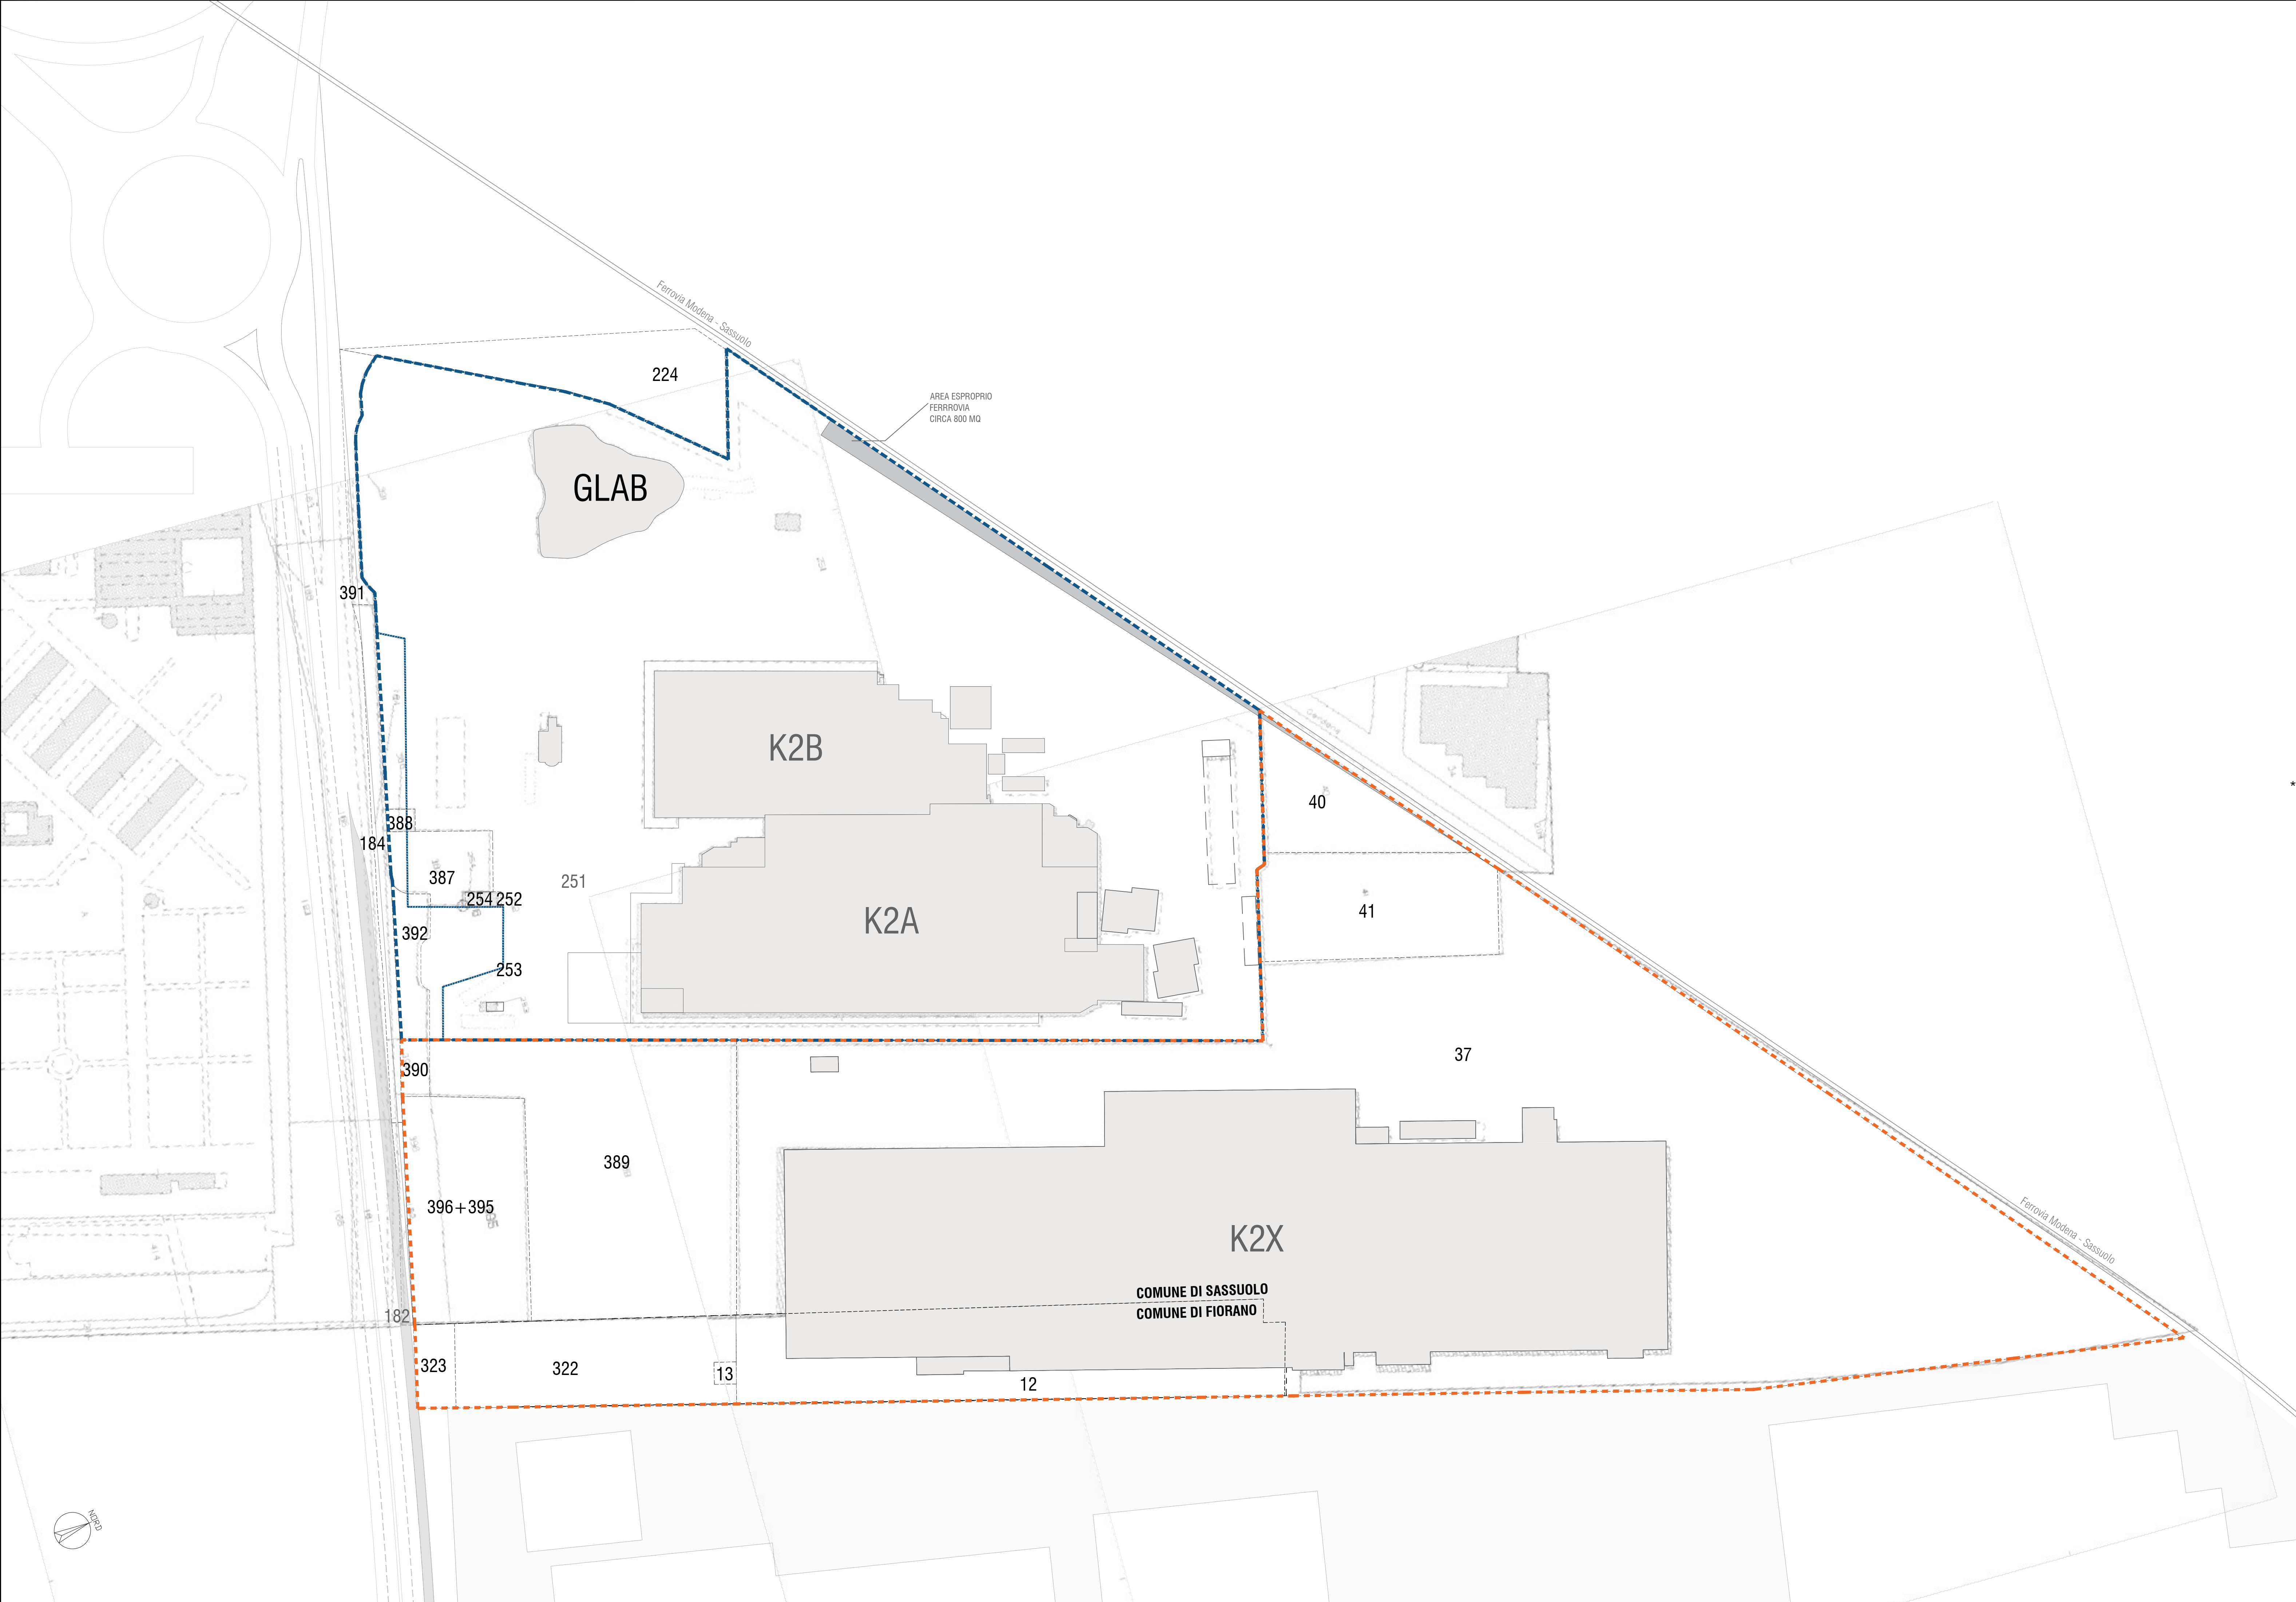 Ferrovia Modena - Sassuolo
224
AREA ESPROPRIO
FERRROVIA
CIRCA 800 MQ
GLAB
391
K2B
40
388
184
387
251
254 252
41
K2A
392
253
37
390
389
396+395
K2X
Ferrovia Modena - Sassuolo
COMUNE DI SASSUOLO
COMUNE DI FIORANO
182
323
322
13
12
NORD
*